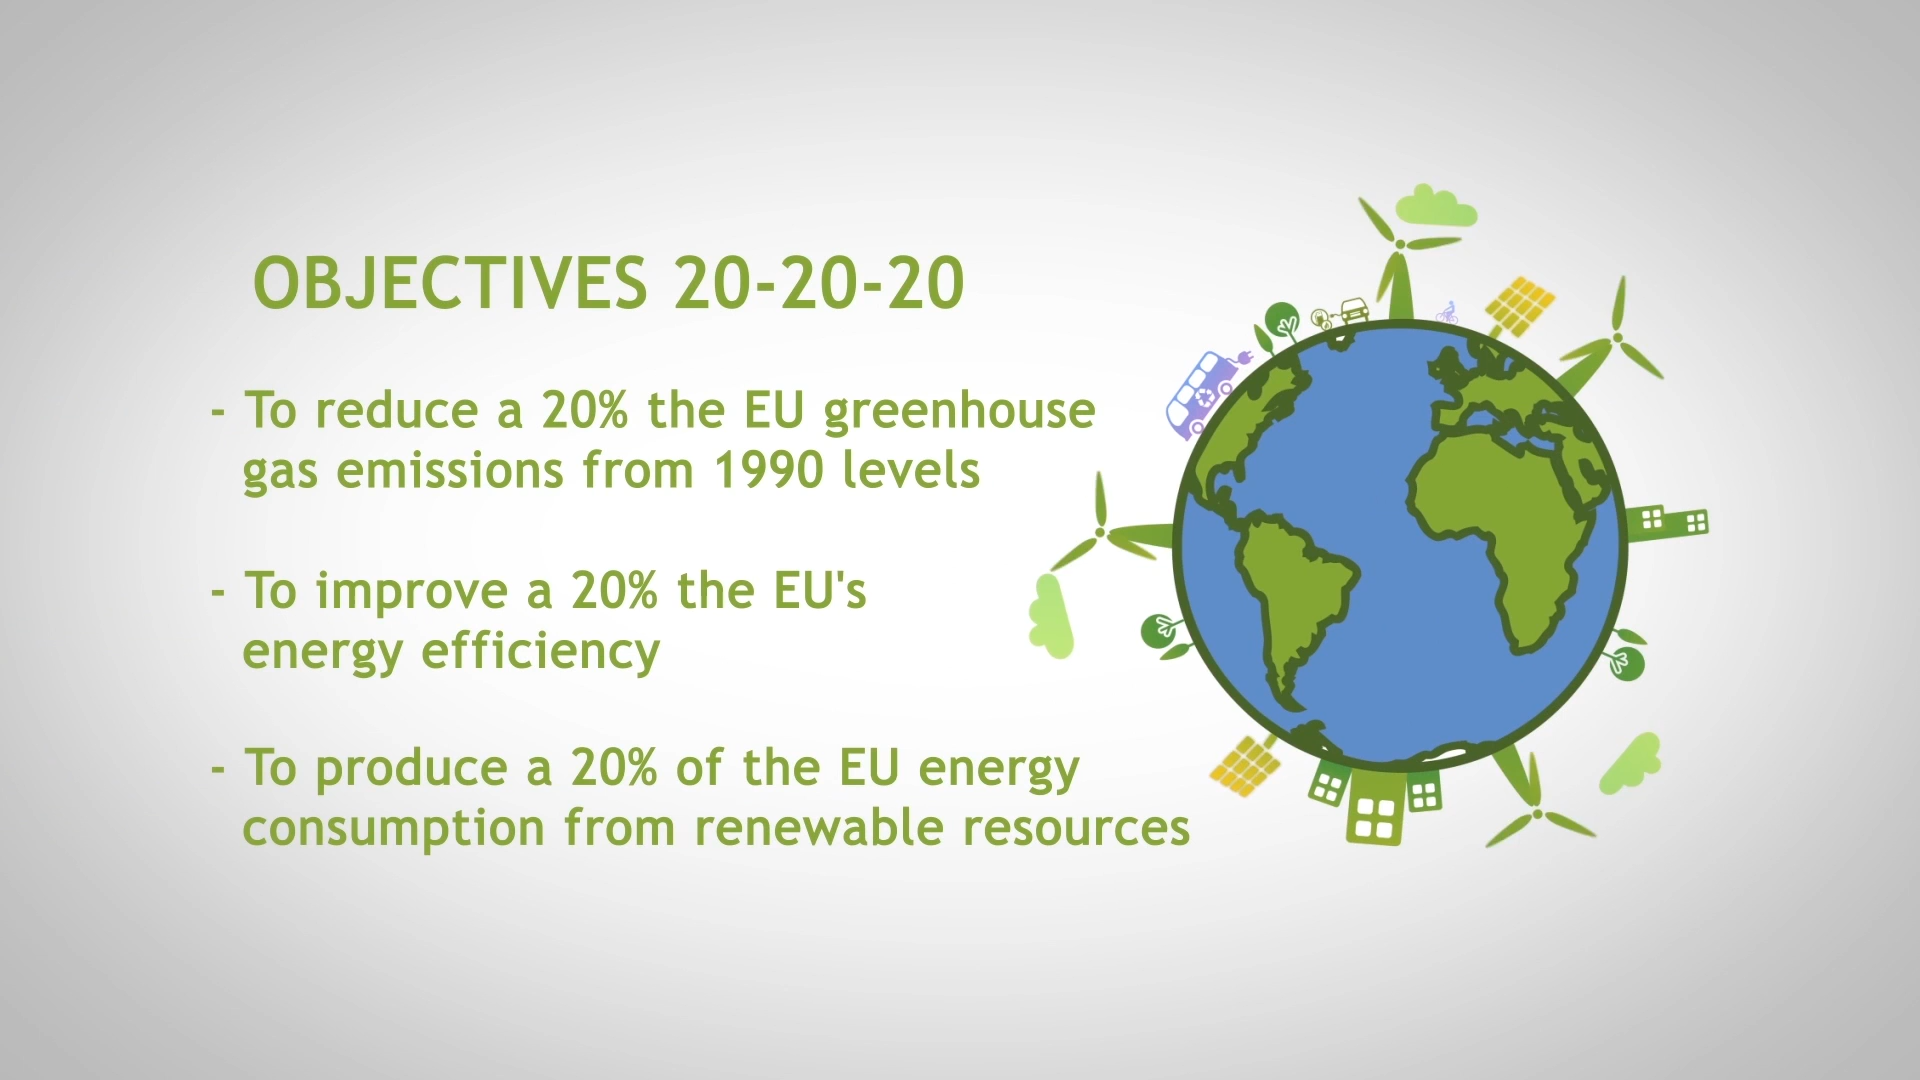 OBJECTIVES 20-20-20
- To reduce a 20% the EU greenhouse
gas emissions from 1990 levels
- To improve a 20% the EU's
energy efficiency
- To produce a 20% of the EU energy
consumption from renewable resources